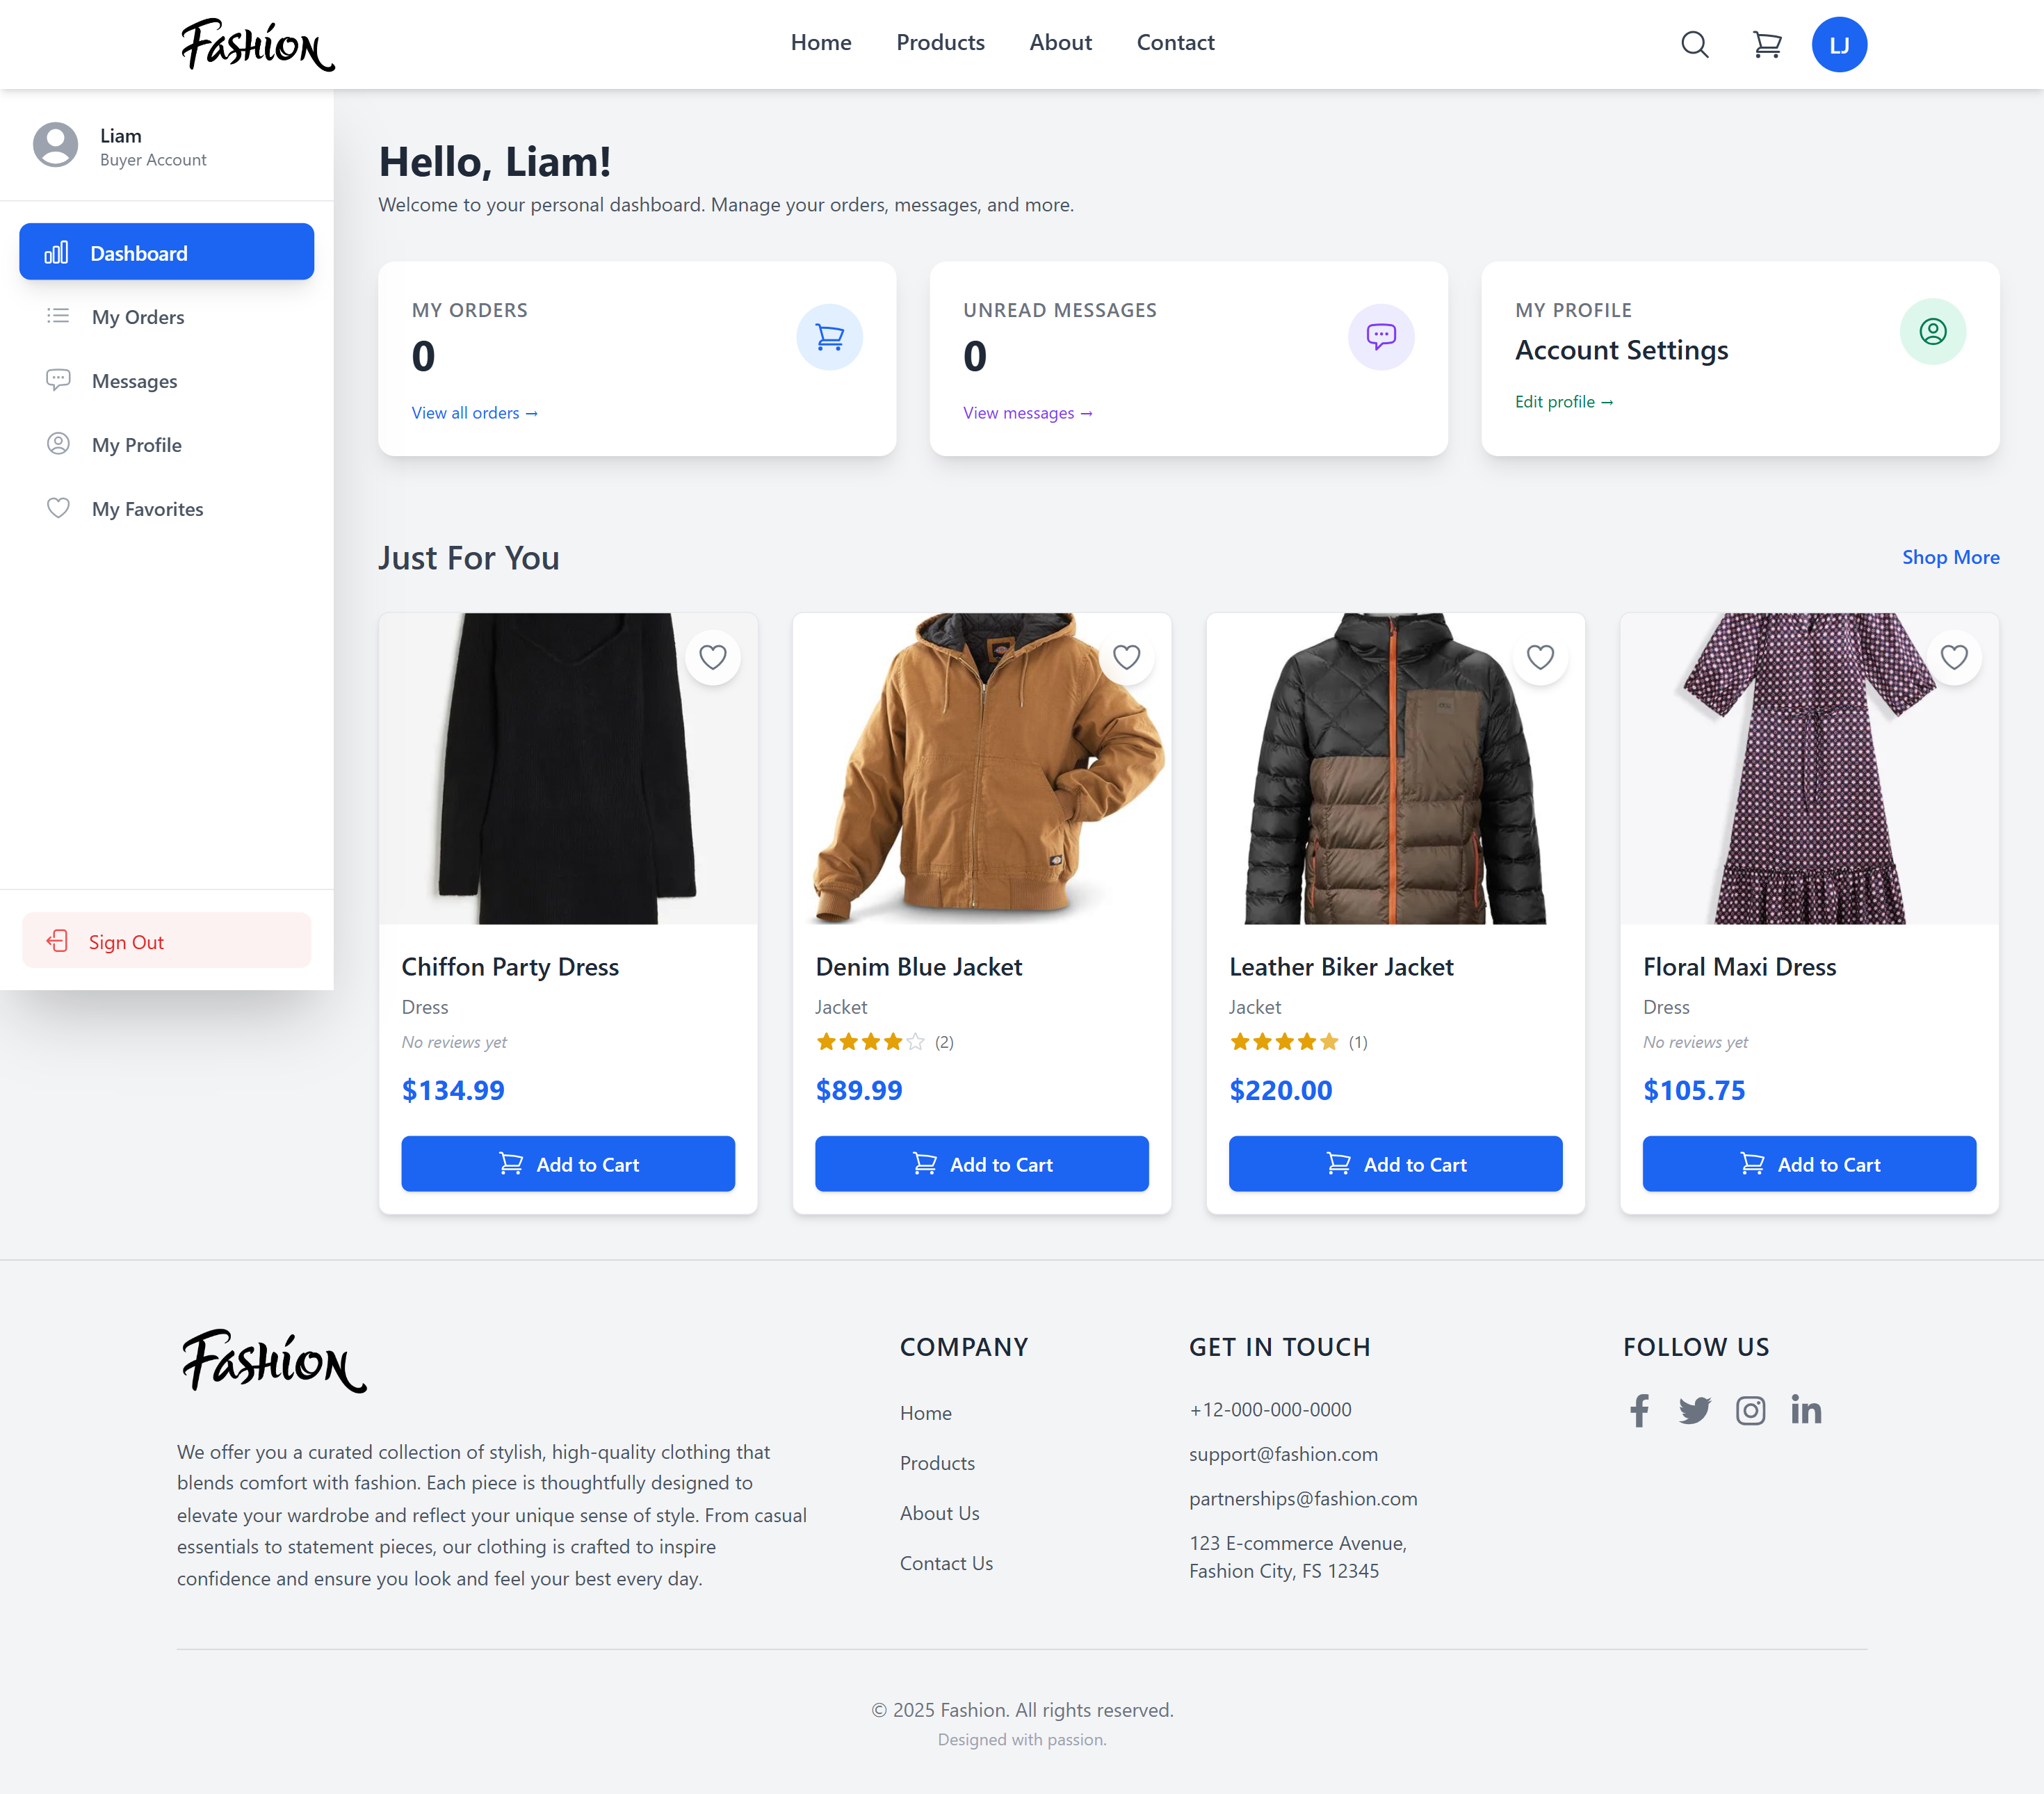 Fashion
Home
Products
About
Contact
LJ
Liam
Buyer Account
Dashboard
My Orders
Messages
My Profile
My Favorites
Sign Out
Hello, Liam!
Welcome to your personal dashboard. Manage your orders, messages, and more.
MY ORDERS
0
View all orders →
UNREAD MESSAGES
0
View messages →
MY PROFILE
Account Settings
Edit profile →
Just For You
Shop More
Chiffon Party Dress
Dress
No reviews yet
$134.99
Add to Cart
Denim Blue Jacket
Jacket
(2)
$89.99
Add to Cart
Leather Biker Jacket
Jacket
(1)
$220.00
Add to Cart
Floral Maxi Dress
Dress
No reviews yet
$105.75
Add to Cart
Fashion
We offer you a curated collection of stylish, high-quality clothing that
blends comfort with fashion. Each piece is thoughtfully designed to
elevate your wardrobe and reflect your unique sense of style. From casual
essentials to statement pieces, our clothing is crafted to inspire
confidence and ensure you look and feel your best every day.
COMPANY
Home
Products
About Us
Contact Us
GET IN TOUCH
+12-000-000-0000
support@fashion.com
partnerships@fashion.com
123 E-commerce Avenue,
Fashion City, FS 12345
FOLLOW US
© 2025 Fashion. All rights reserved.
Designed with passion.